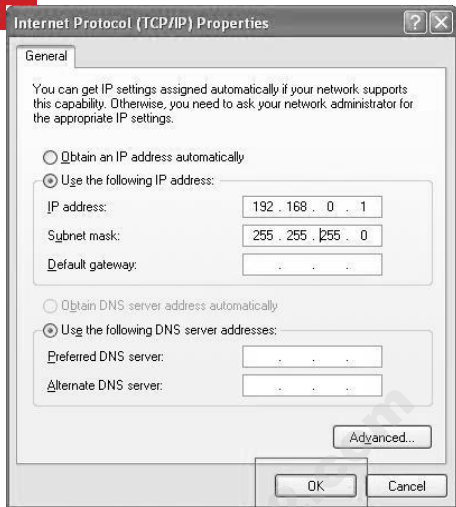 Internet Protocol (TCP/IP) Properties
General
You can get IP settings assigned automatically if your network supports
this capability. Otherwise, you need to ask your network administrator for
the appropriate IP settings.
Obtain an IP address automatically
Use the following IP address:
IP address: 192 . 168 . 0 . 1
Subnet mask: 255 . 255 . 255 . 0
Default gateway: . . .
Obtain DNS server address automatically
Use the following DNS server addresses:
Preferred DNS server: . . .
Alternate DNS server: . . .
Advanced...
OK Cancel